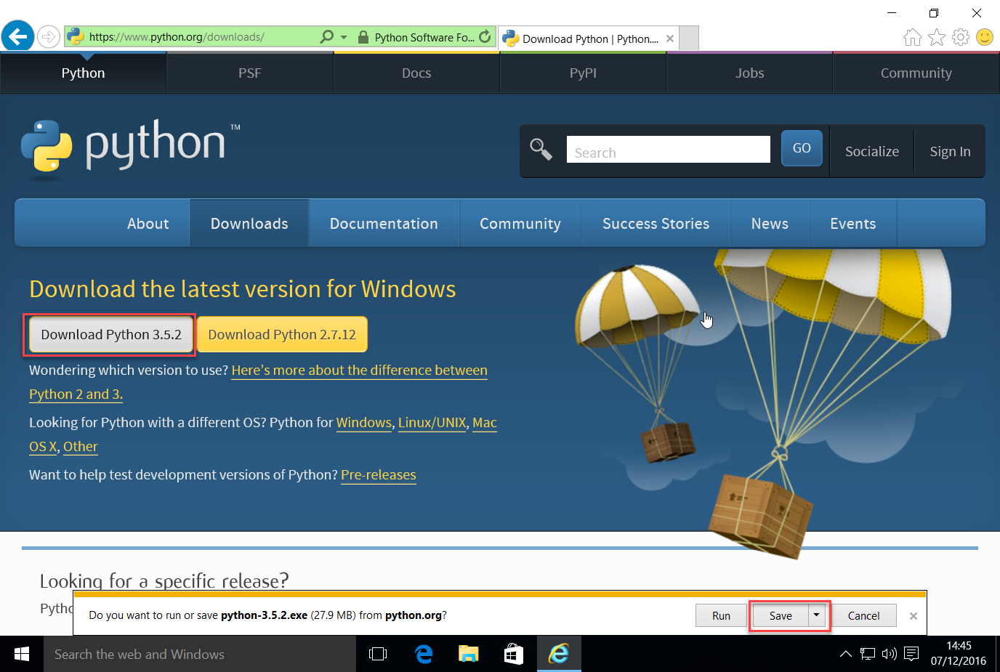 https://www.python.org/downloads/
Python Software Fo...
Download Python | Python....
Python
PSF
Docs
PyPI
Jobs
Community
python™
Search
GO
Socialize
Sign In
About
Downloads
Documentation
Community
Success Stories
News
Events
Download the latest version for Windows
Download Python 3.5.2
Download Python 2.7.12
Wondering which version to use? Here's more about the difference between
Python 2 and 3.
Looking for Python with a different OS? Python for Windows, Linux/UNIX, Mac
OS X, Other
Want to help test development versions of Python? Pre-releases
Looking for a specific release?
Do you want to run or save python-3.5.2.exe (27.9 MB) from python.org?
Run
Save
Cancel
Search the web and Windows
14:45
07/12/2016